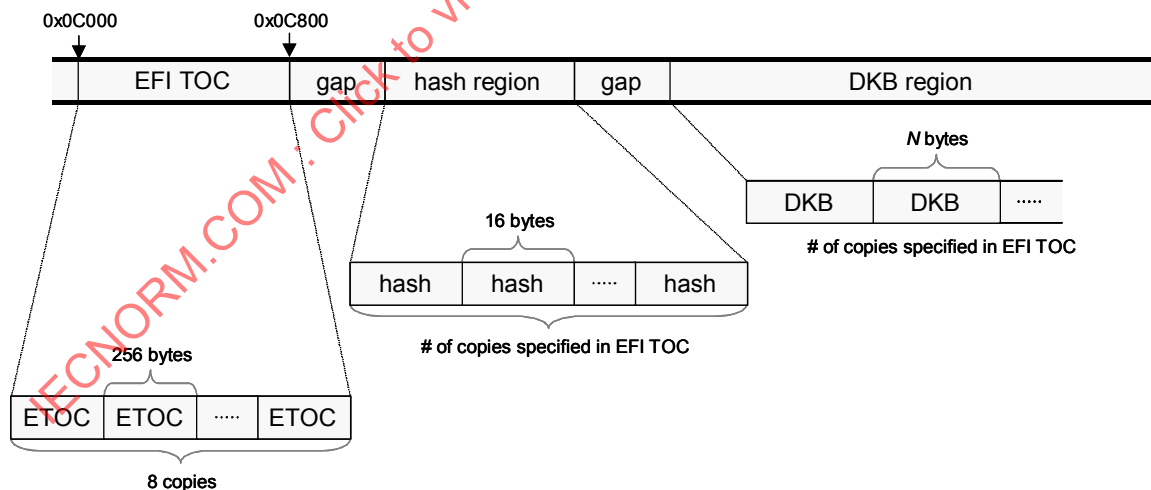 0x0C000
0x0C800
EFI TOC
gap
hash region
gap
DKB region
N bytes
DKB
DKB
.....
# of copies specified in EFI TOC
16 bytes
hash
hash
.....
hash
# of copies specified in EFI TOC
256 bytes
ETOC
ETOC
.....
ETOC
8 copies
IECNORM.COM : Click to